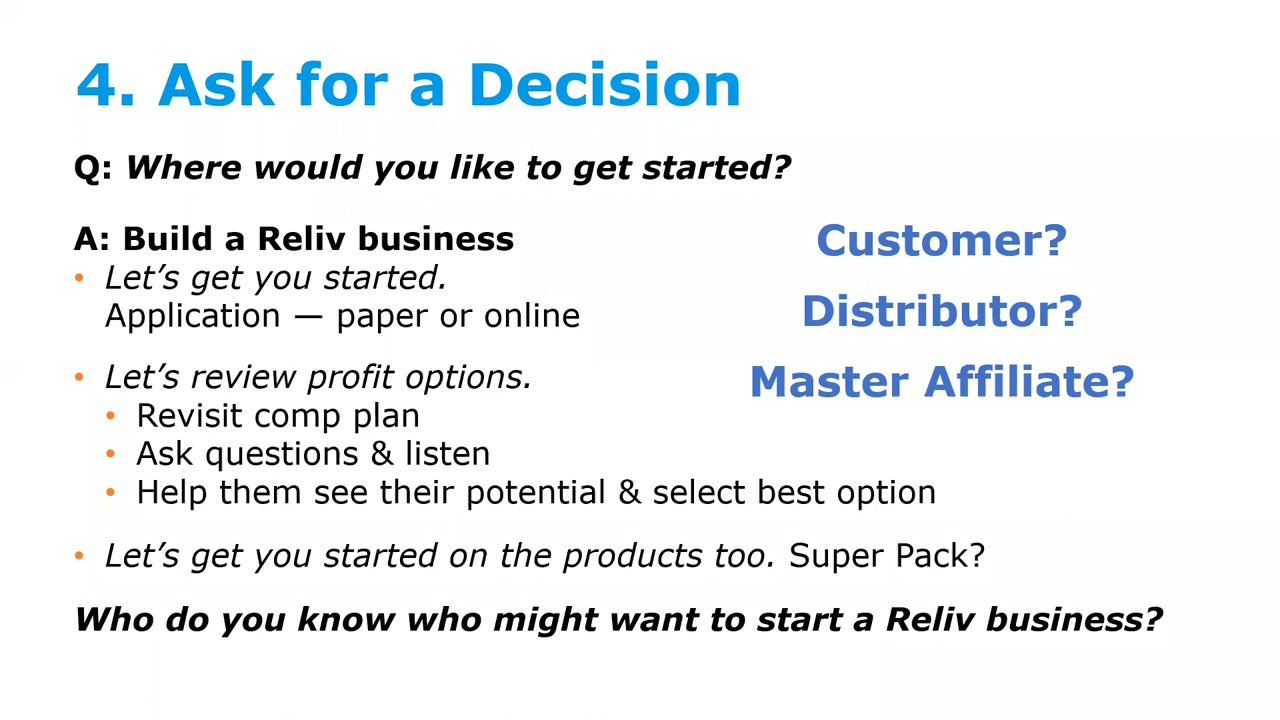 4. Ask for a Decision
Q: Where would you like to get started?
A: Build a Reliv business
• Let’s get you started.
Application — paper or online
• Let’s review profit options.
• Revisit comp plan
• Ask questions & listen
• Help them see their potential & select best option
• Let’s get you started on the products too. Super Pack?
Who do you know who might want to start a Reliv business?
Customer?
Distributor?
Master Affiliate?